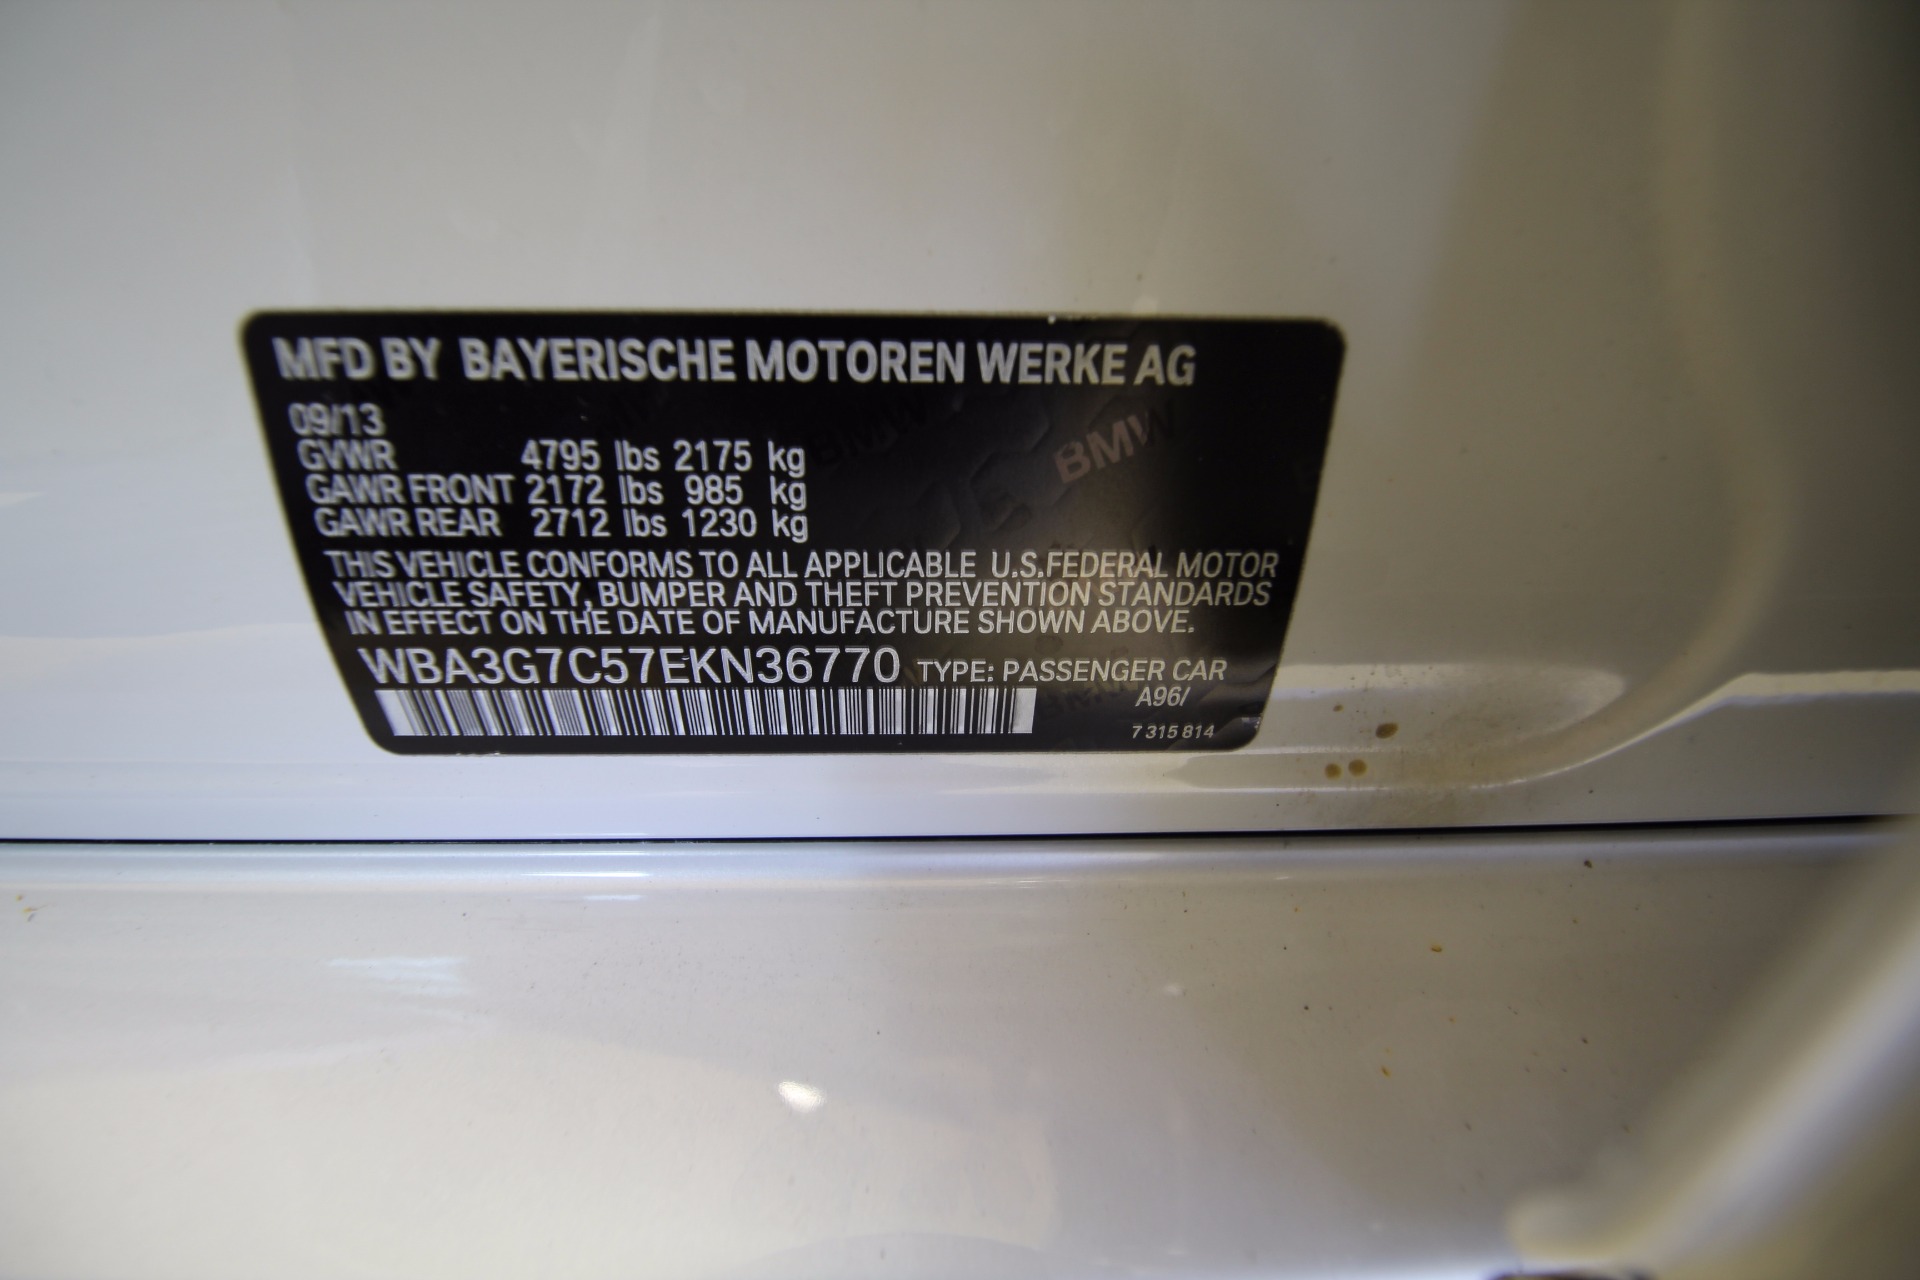 MFD BY BAYERISCHE MOTOREN WERKE AG
09/13
GVWR 4795 lbs 2175 kg
GAWR FRONT 2172 lbs 985 kg
GAWR REAR 2712 lbs 1230 kg
THIS VEHICLE CONFORMS TO ALL APPLICABLE U.S.FEDERAL MOTOR
VEHICLE SAFETY, BUMPER AND THEFT PREVENTION STANDARDS
IN EFFECT ON THE DATE OF MANUFACTURE SHOWN ABOVE.
WBA3G7C57EKN36770 TYPE: PASSENGER CAR
A96/
7 315 814
BMW